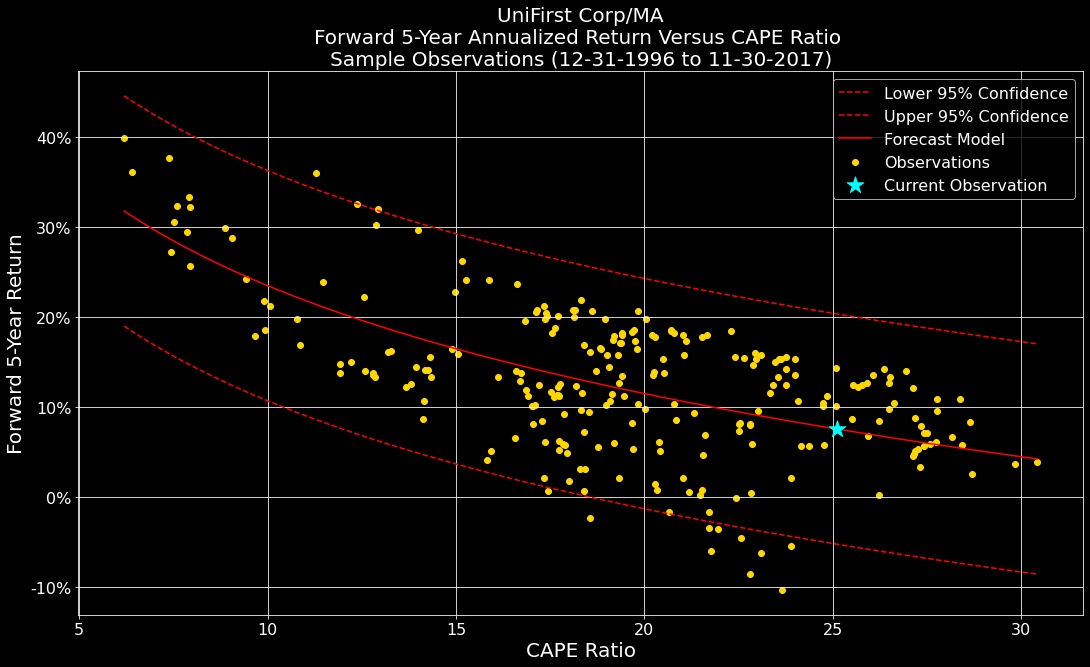 UniFirst Corp/MA
Forward 5-Year Annualized Return Versus CAPE Ratio
Sample Observations (12-31-1996 to 11-30-2017)
Lower 95% Confidence
Upper 95% Confidence
Forecast Model
Observations
Current Observation
Forward 5-Year Return
40%
30%
20%
10%
0%
-10%
5
10
15
20
25
30
CAPE Ratio